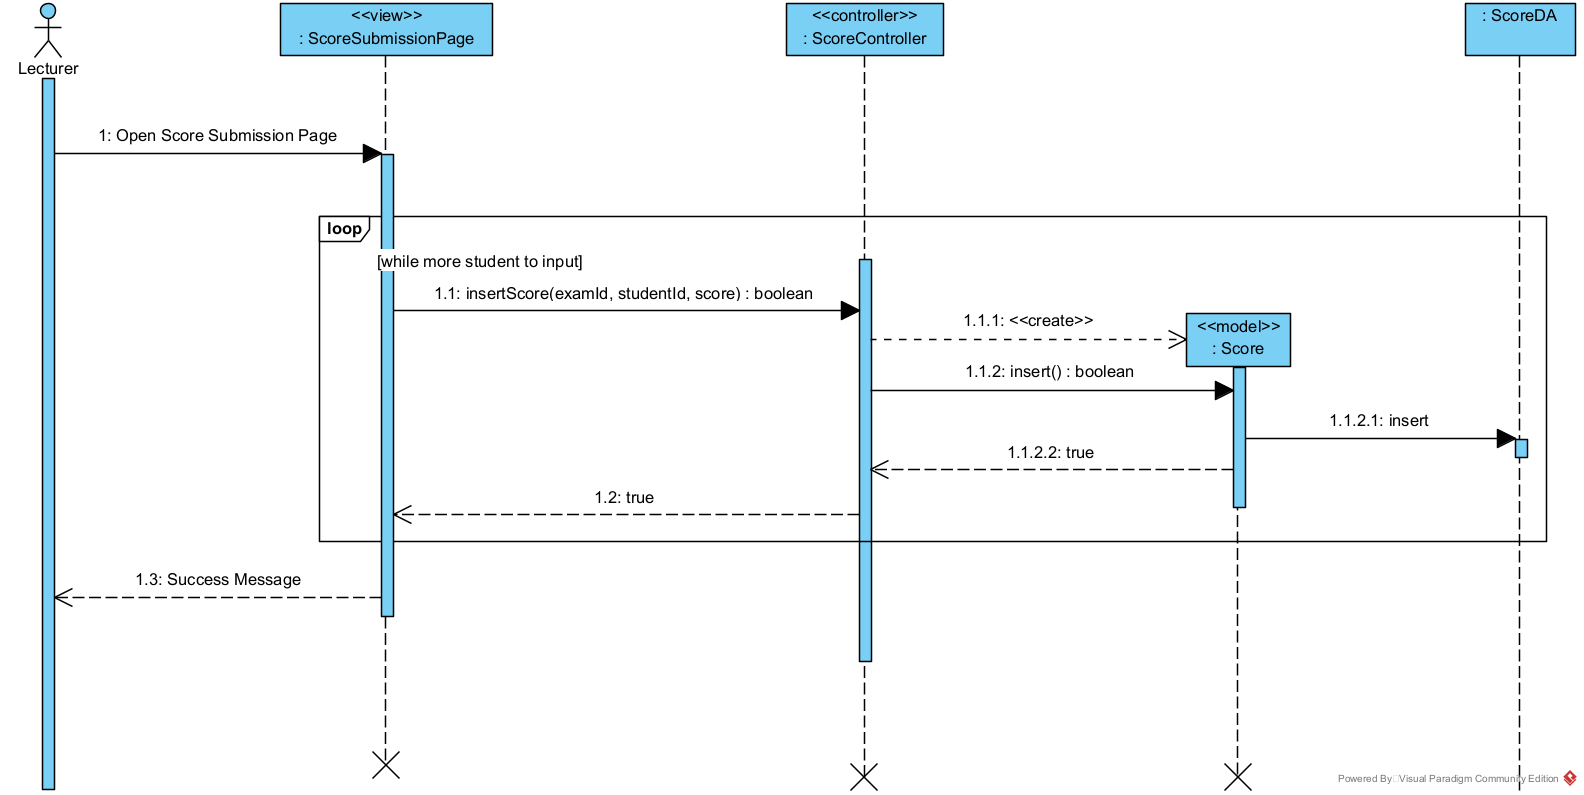 <<view>>
: ScoreSubmissionPage
<<controller>>
: ScoreController
: ScoreDA
Lecturer
1: Open Score Submission Page
loop
[while more student to input]
1.1: insertScore(examId, studentId, score) : boolean
1.1.1: <<create>>
<<model>>
: Score
1.1.2: insert() : boolean
1.1.2.1: insert
1.1.2.2: true
1.2: true
1.3: Success Message
Powered By Visual Paradigm Community Edition